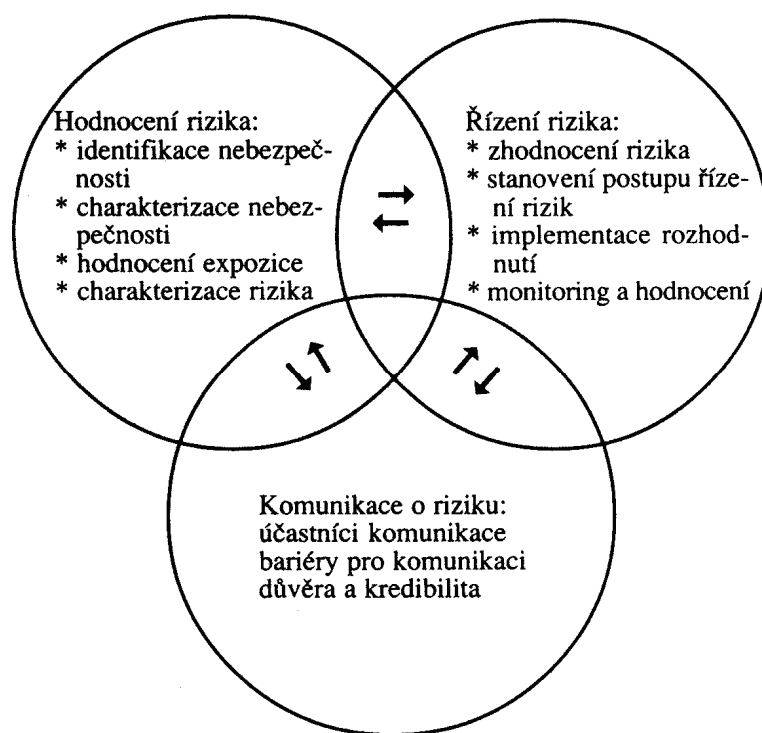 Hodnocení rizika:
* identifikace nebezpeč-
nosti
* charakterizace nebez-
pečnosti
* hodnocení expozice
* charakterizace rizika
Řízení rizika:
* zhodnocení rizika
* stanovení postupu říze-
ní rizik
* implementace rozhod-
nutí
* monitoring a hodnocení
Komunikace o riziku:
účastníci komunikace
bariéry pro komunikaci
důvěra a kredibilita